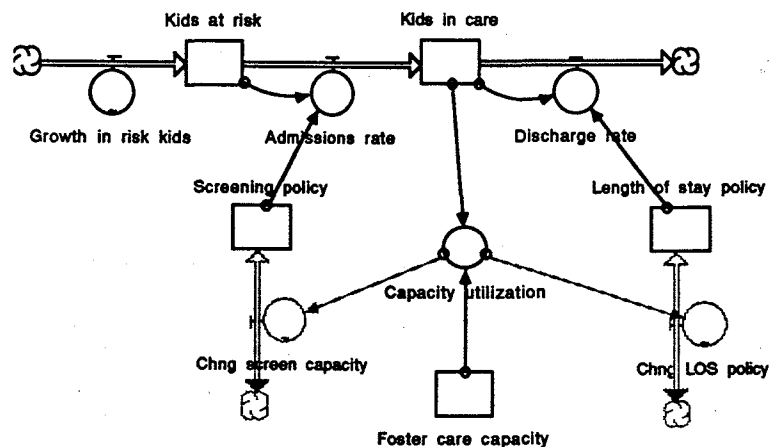 Kids at risk
Kids in care
Growth in risk kids
Admissions rate
Discharge rate
Screening policy
Length of stay policy
Capacity utilization
Chng screen capacity
Chng LOS policy
Foster care capacity